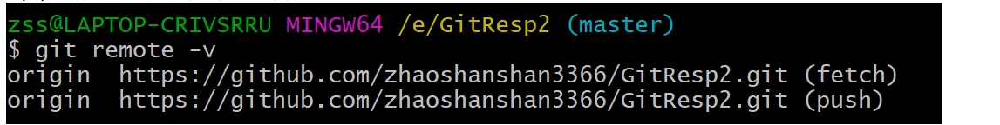 zss@LAPTOP-CRIVSRRU MINGW64 /e/GitResp2 (master)
$ git remote -v
origin  https://github.com/zhaoshanshan3366/GitResp2.git (fetch)
origin  https://github.com/zhaoshanshan3366/GitResp2.git (push)